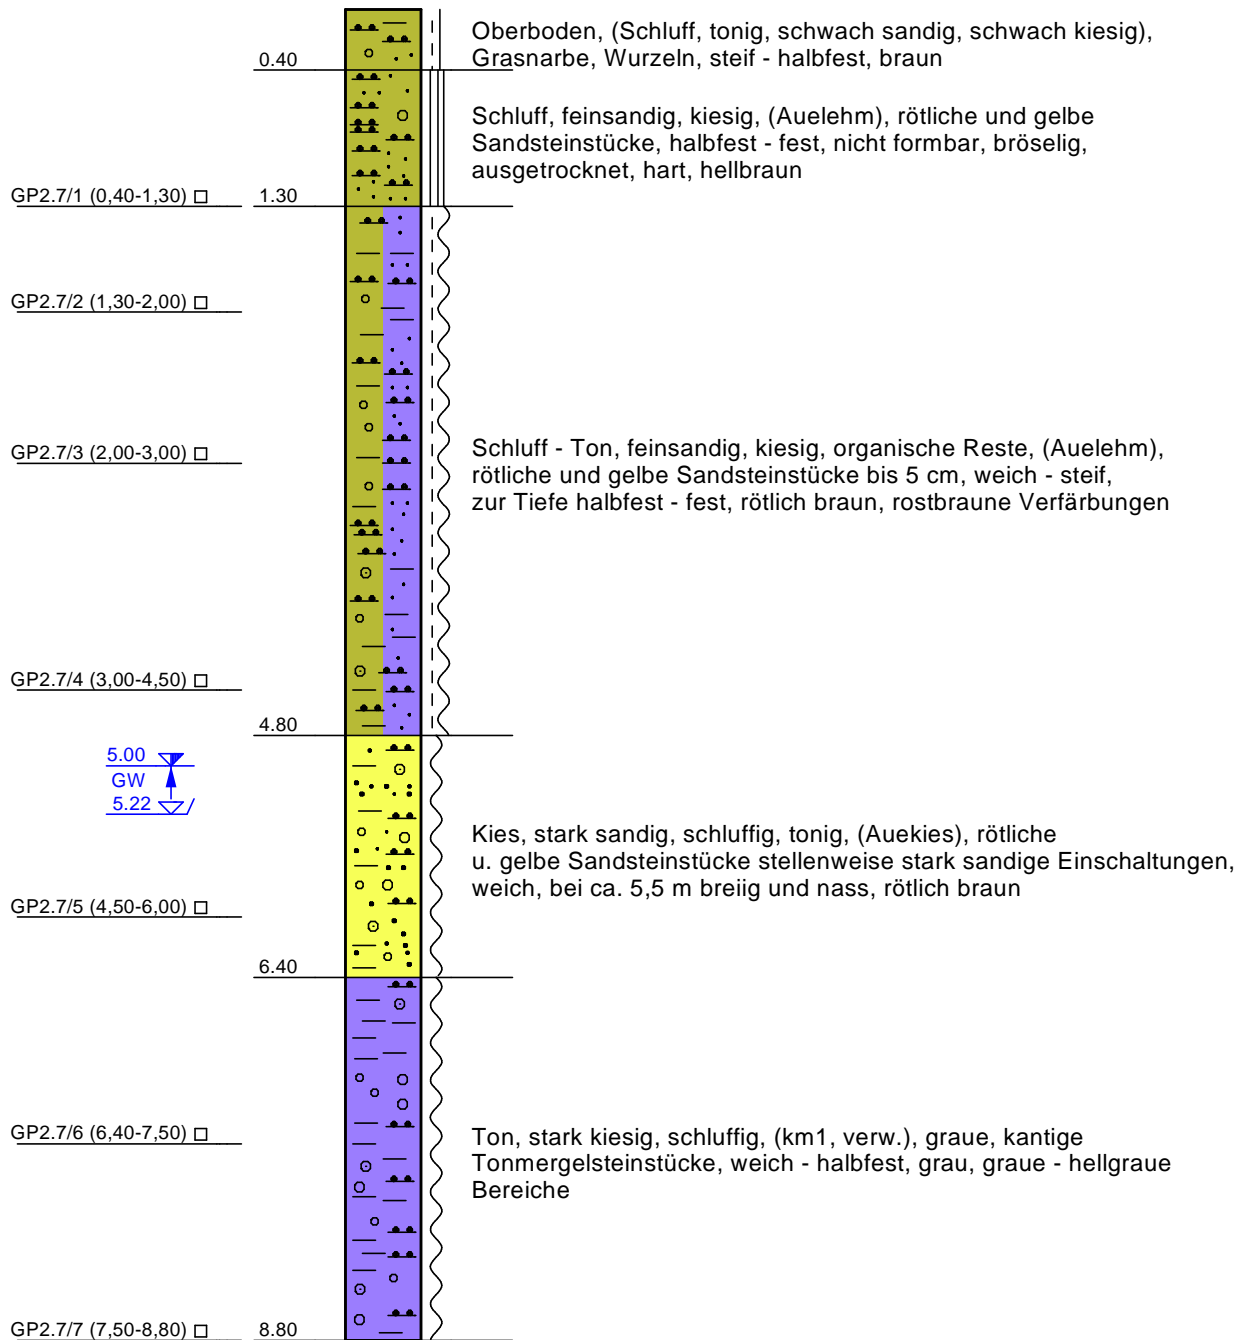 Oberboden, (Schluff, tonig, schwach sandig, schwach kiesig),
Grasnarbe, Wurzeln, steif - halbfest, braun
0.40
Schluff, feinsandig, kiesig, (Auelehm), rötliche und gelbe
Sandsteinstücke, halbfest - fest, nicht formbar, bröselig,
ausgetrocknet, hart, hellbraun
GP2.7/1 (0,40-1,30)
1.30
GP2.7/2 (1,30-2,00)
GP2.7/3 (2,00-3,00)
Schluff - Ton, feinsandig, kiesig, organische Reste, (Auelehm),
rötliche und gelbe Sandsteinstücke bis 5 cm, weich - steif,
zur Tiefe halbfest - fest, rötlich braun, rostbraune Verfärbungen
GP2.7/4 (3,00-4,50)
4.80
5.00
GW
5.22
Kies, stark sandig, schluffig, tonig, (Auekies), rötliche
u. gelbe Sandsteinstücke stellenweise stark sandige Einschaltungen,
weich, bei ca. 5,5 m breiig und nass, rötlich braun
GP2.7/5 (4,50-6,00)
6.40
GP2.7/6 (6,40-7,50)
Ton, stark kiesig, schluffig, (km1, verw.), graue, kantige
Tonmergelsteinstücke, weich - halbfest, grau, graue - hellgraue
Bereiche
GP2.7/7 (7,50-8,80)
8.80